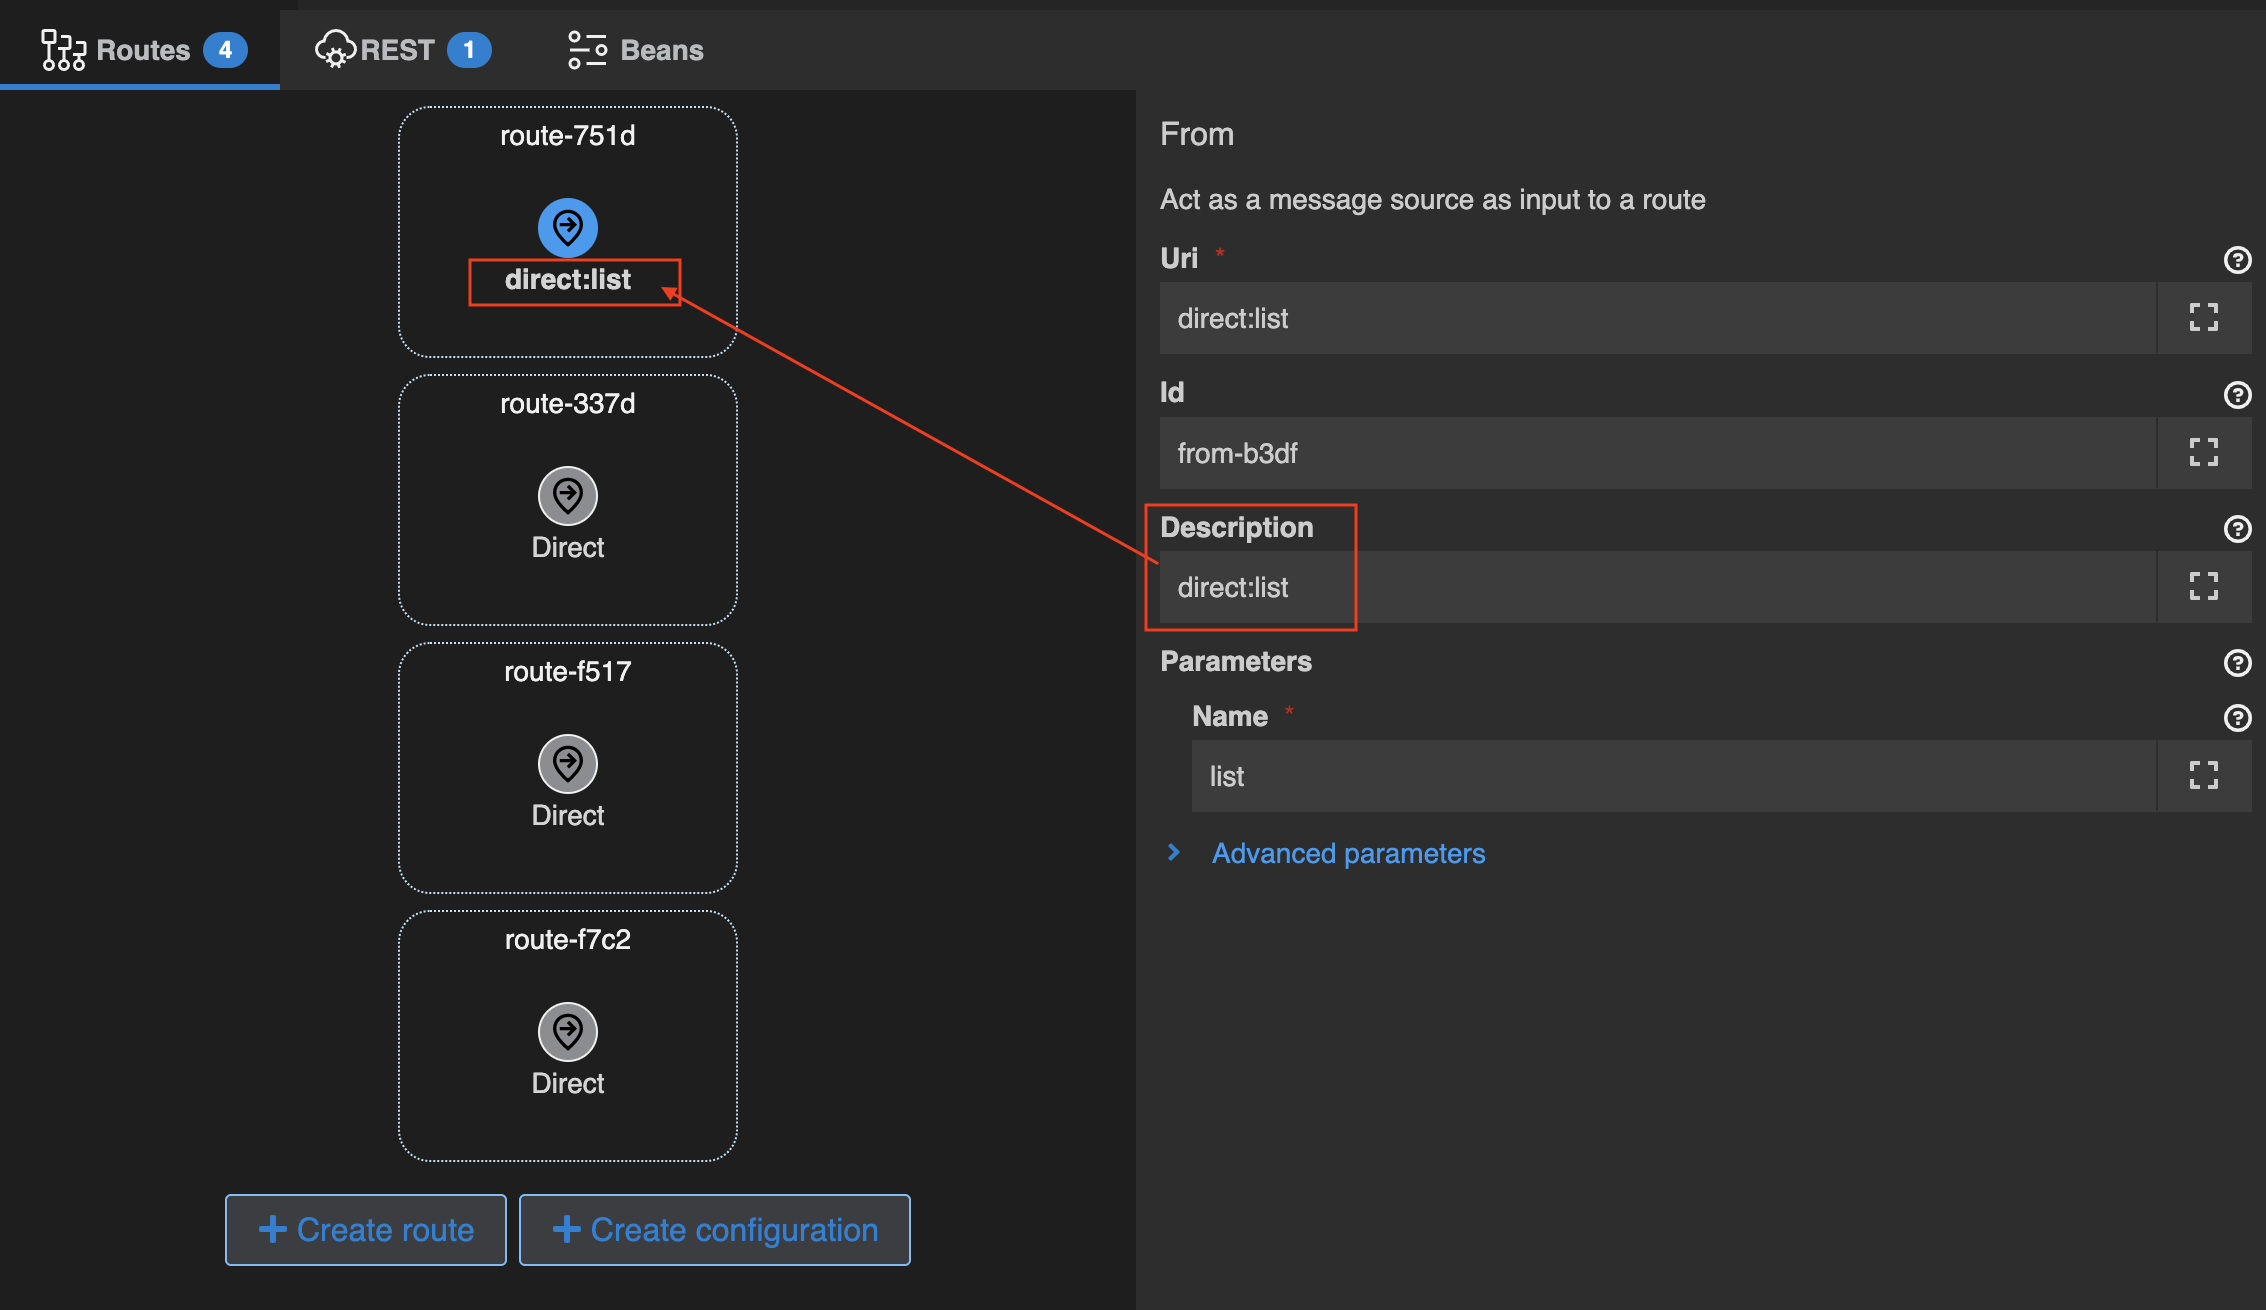 Routes 4 REST 1 Beans
route-751d
direct:list
route-337d
Direct
route-f517
Direct
route-f7c2
Direct
Create route Create configuration
From
Act as a message source as input to a route
Uri *
direct:list
Id
from-b3df
Description
direct:list
Parameters
Name *
list
Advanced parameters